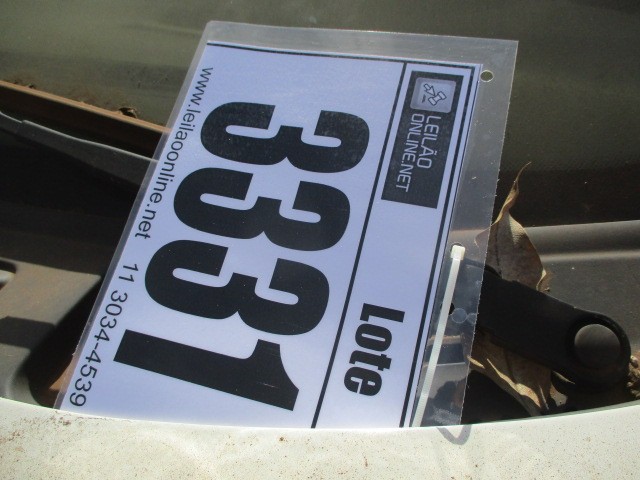 LEILÃO
ONLINE.NET
Lote
3331
www.leilaoonline.net 11 3034-4539